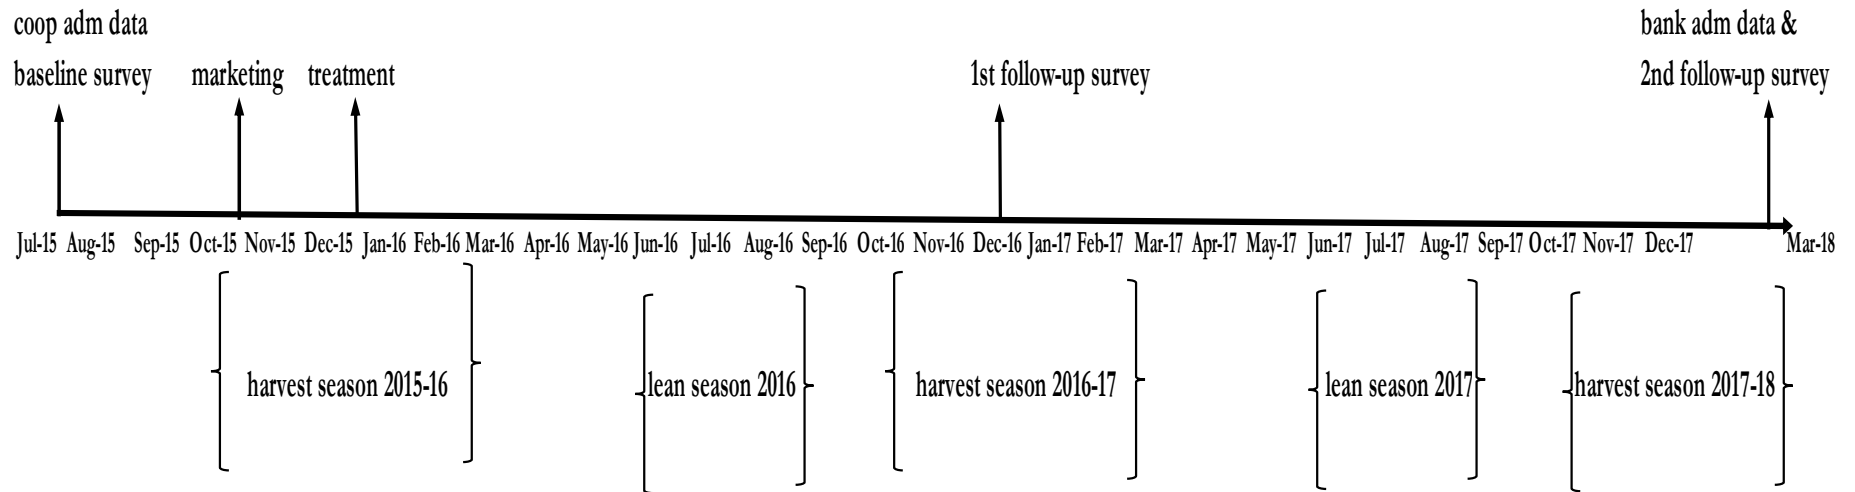 coop adm data
bank adm data &
baseline survey marketing treatment 1st follow-up survey 2nd follow-up survey
Jul-15 Aug-15 Sep-15 Oct-15 Nov-15 Dec-15 Jan-16 Feb-16 Mar-16 Apr-16 May-16 Jun-16 Jul-16 Aug-16 Sep-16 Oct-16 Nov-16 Dec-16 Jan-17 Feb-17 Mar-17 Apr-17 May-17 Jun-17 Jul-17 Aug-17 Sep-17 Oct-17 Nov-17 Dec-17 Mar-18
harvest season 2015-16 lean season 2016 harvest season 2016-17 lean season 2017 harvest season 2017-18